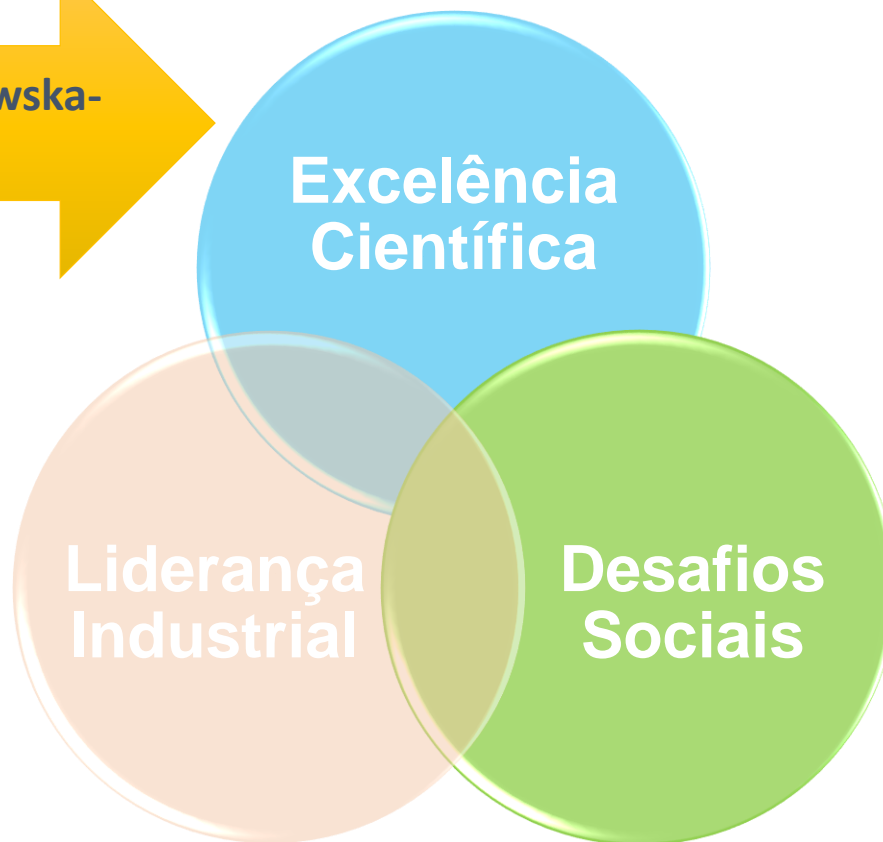 wska-
Excelência
Científica
Liderança
Industrial
Desafios
Sociais